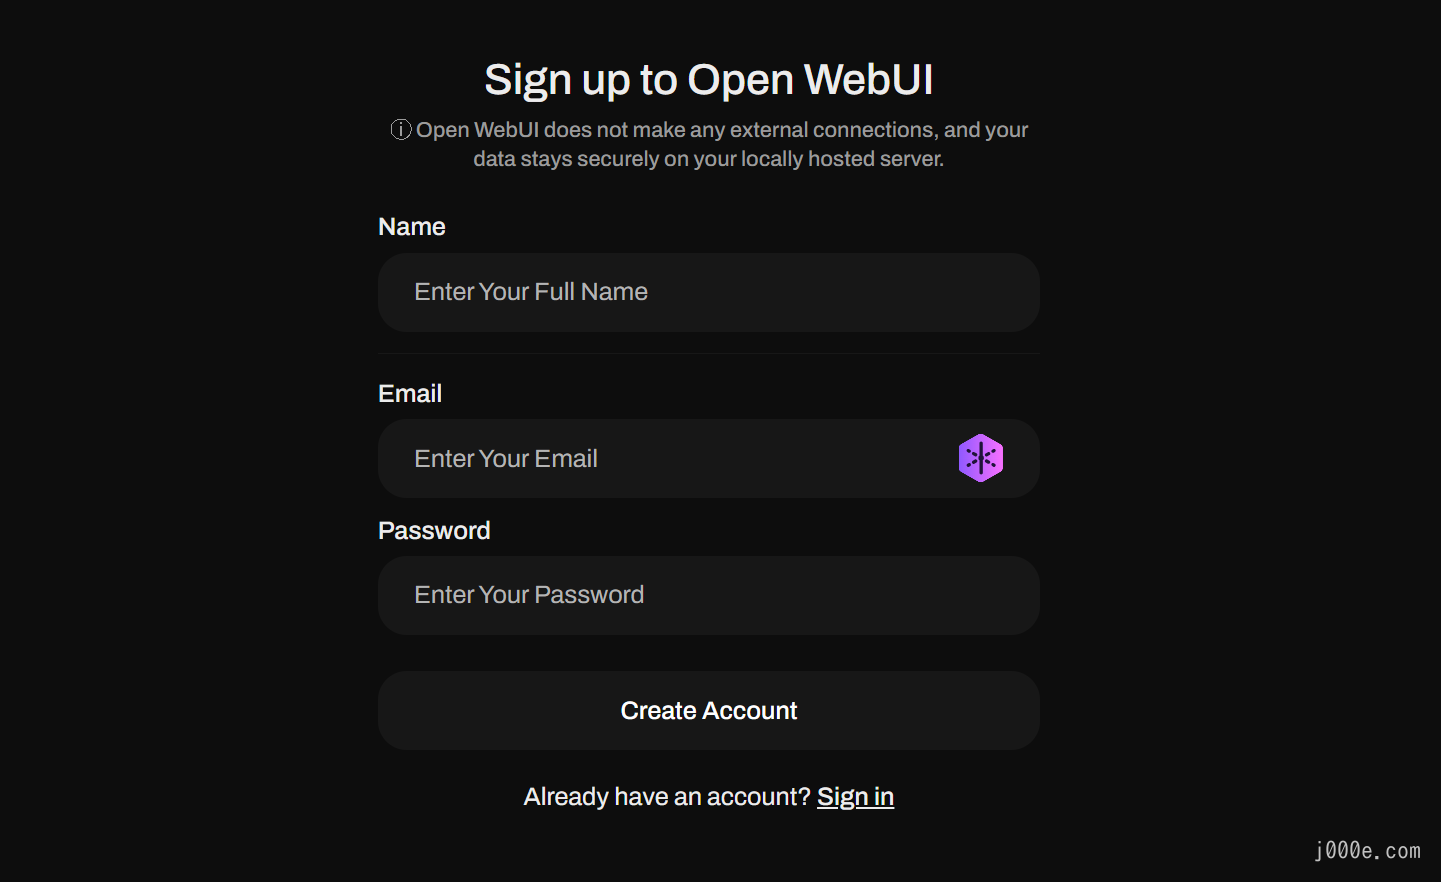 Sign up to Open WebUI
ⓘ Open WebUI does not make any external connections, and your
data stays securely on your locally hosted server.
Name
Enter Your Full Name
Email
Enter Your Email
Password
Enter Your Password
Create Account
Already have an account? Sign in
j000e.com